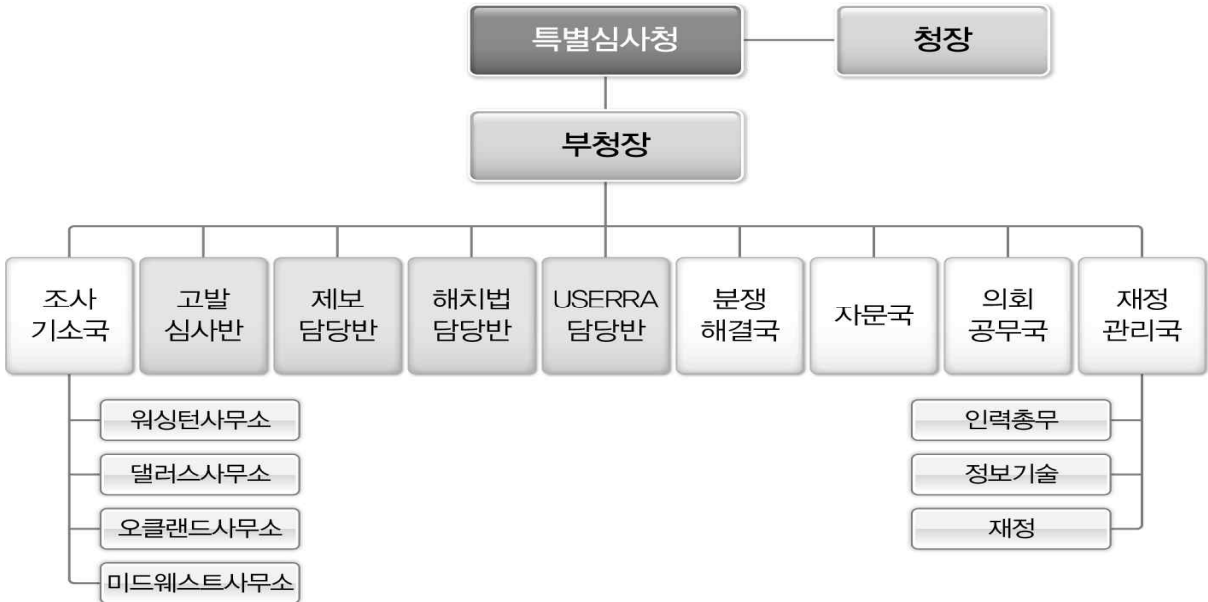 특별심사청
청장
부청장
조사
기소국
고발
심사반
제보
담당반
해치법
담당반
USERRA
담당반
분쟁
해결국
자문국
의회
공무국
재정
관리국
워싱턴사무소
댈러스사무소
오클랜드사무소
미드웨스트사무소
인력총무
정보기술
재정